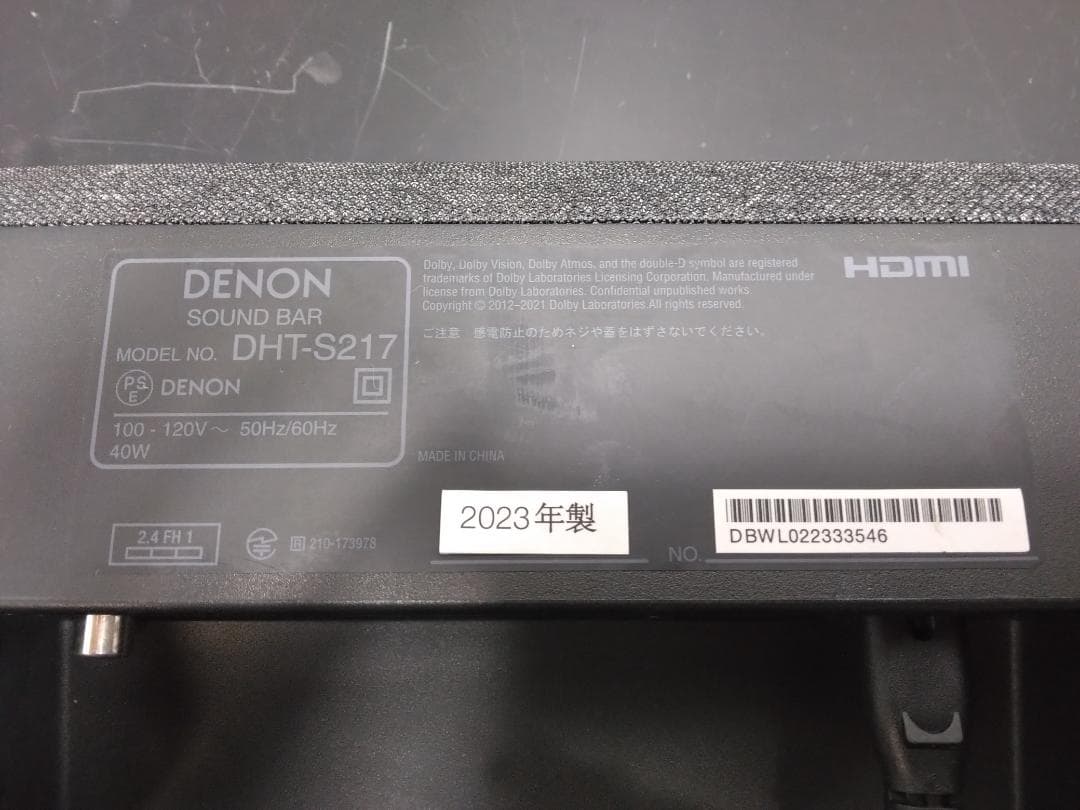 DENON
SOUND BAR
MODEL NO. DHT-S217
PS
E
DENON
100 - 120V～ 50Hz/60Hz
40W
Dolby, Dolby Vision, Dolby Atmos, and the double-D symbol are registered
trademarks of Dolby Laboratories Licensing Corporation. Manufactured under
license from Dolby Laboratories. Confidential unpublished works.
Copyright © 2012–2021 Dolby Laboratories. All rights reserved.
HDMI
ご注意 感電防止のためネジや蓋をはずさないでください。
MADE IN CHINA
2.4 FH 1
R 210-173978
2023年製
NO.
DBWL022333546